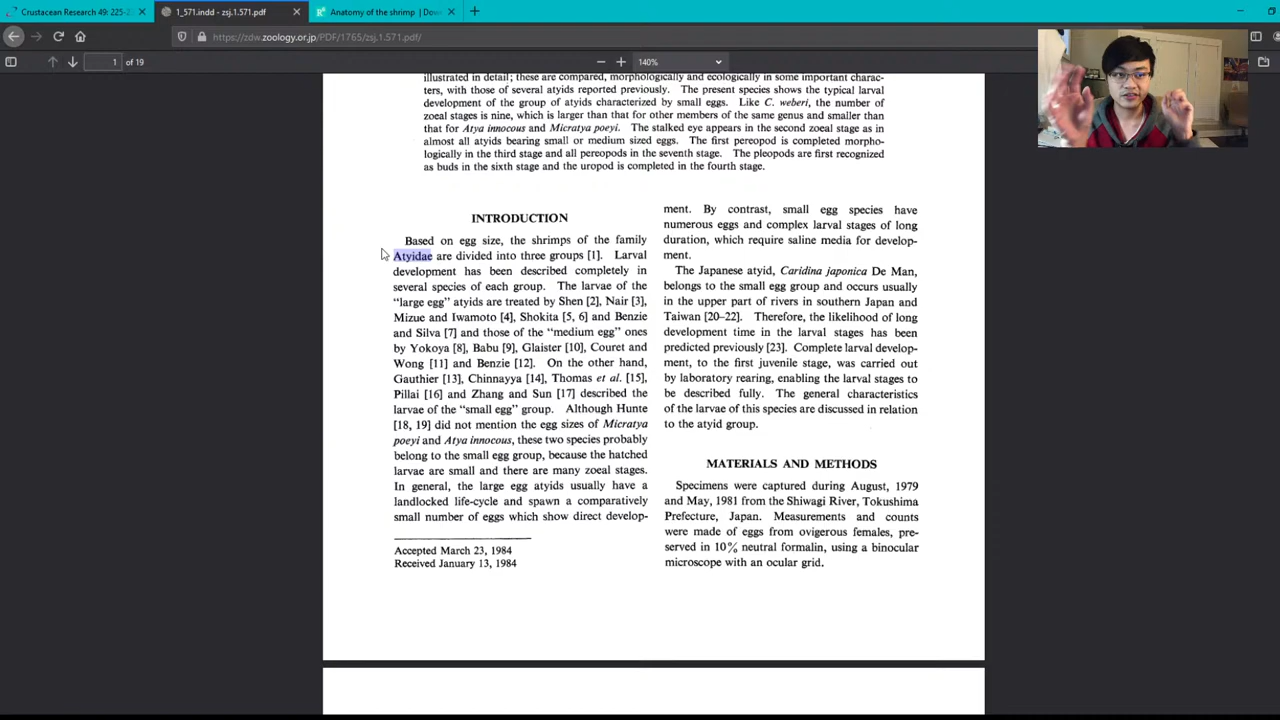 Crustacean Research 49: 225-2
1_571.indd - zsj.1.571.pdf
Anatomy of the shrimp | Dow
https://zdw.zoology.or.jp/PDF/1765/zsj.1.571.pdf/
1 of 19
140%
illustrated in detail; these are compared, morphologically and ecologically in some important charac-
ters, with those of several atyids reported previously. The present species shows the typical larval
development of the group of atyids characterized by small eggs. Like C. weberi, the number of
zoeal stages is nine, which is larger than that for other members of the same genus and smaller than
that for Atya innocous and Micratya poeyi. The stalked eye appears in the second zoeal stage as in
almost all atyids bearing small or medium sized eggs. The first pereopod is completed morpho-
logically in the third stage and all pereopods in the seventh stage. The pleopods are first recognized
as buds in the sixth stage and the uropod is completed in the fourth stage.
INTRODUCTION
Based on egg size, the shrimps of the family
Atyidae are divided into three groups [1]. Larval
development has been described completely in
several species of each group. The larvae of the
“large egg” atyids are treated by Shen [2], Nair [3],
Mizue and Iwamoto [4], Shokita [5, 6] and Benzie
and Silva [7] and those of the “medium egg” ones
by Yokoya [8], Babu [9], Glaister [10], Couret and
Wong [11] and Benzie [12]. On the other hand,
Gauthier [13], Chinnayya [14], Thomas et al. [15],
Pillai [16] and Zhang and Sun [17] described the
larvae of the “small egg” group. Although Hunte
[18, 19] did not mention the egg sizes of Micratya
poeyi and Atya innocous, these two species probably
belong to the small egg group, because the hatched
larvae are small and there are many zoeal stages.
In general, the large egg atyids usually have a
landlocked life-cycle and spawn a comparatively
small number of eggs which show direct develop-
Accepted March 23, 1984
Received January 13, 1984
ment. By contrast, small egg species have
numerous eggs and complex larval stages of long
duration, which require saline media for develop-
ment.
The Japanese atyid, Caridina japonica De Man,
belongs to the small egg group and occurs usually
in the upper part of rivers in southern Japan and
Taiwan [20–22]. Therefore, the likelihood of long
development time in the larval stages has been
predicted previously [23]. Complete larval develop-
ment, to the first juvenile stage, was carried out
by laboratory rearing, enabling the larval stages to
be described fully. The general characteristics
of the larvae of this species are discussed in relation
to the atyid group.
MATERIALS AND METHODS
Specimens were captured during August, 1979
and May, 1981 from the Shiwagi River, Tokushima
Prefecture, Japan. Measurements and counts
were made of eggs from ovigerous females, pre-
served in 10% neutral formalin, using a binocular
microscope with an ocular grid.